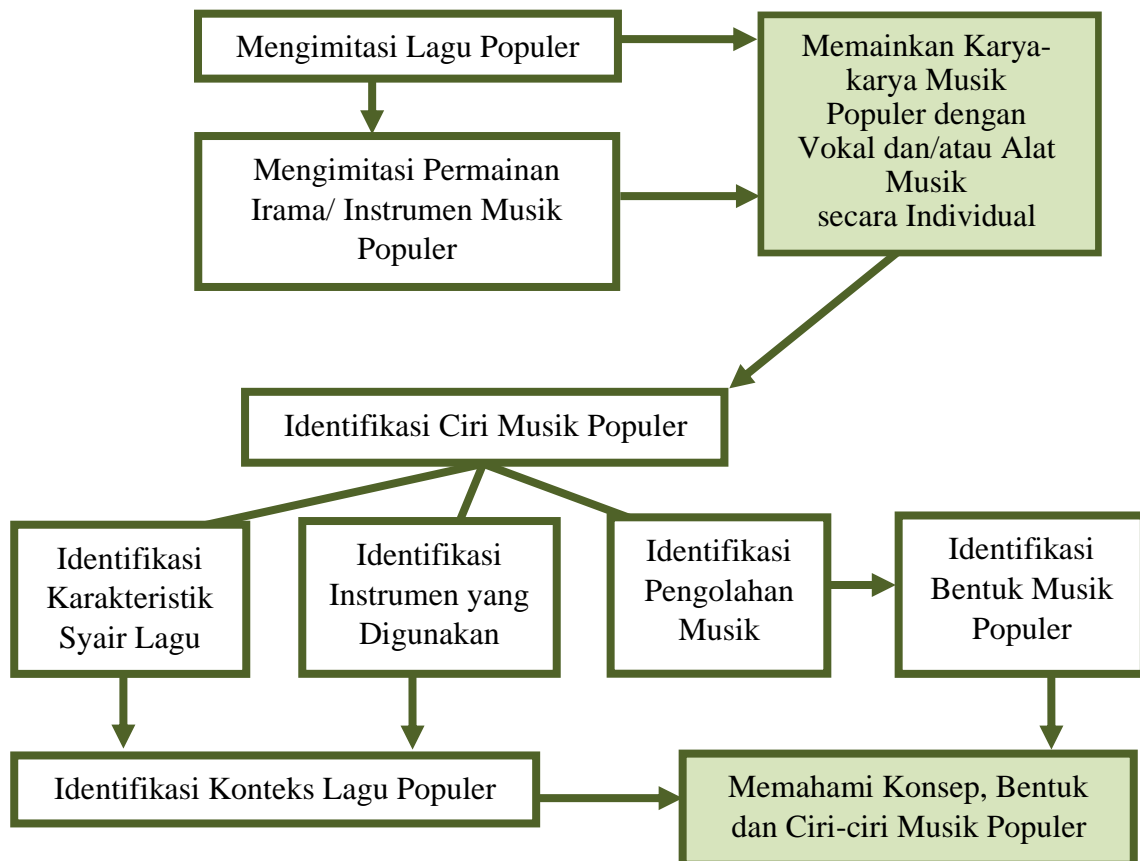 Mengimitasi Lagu Populer
Memainkan Karya-
karya Musik
Populer dengan
Vokal dan/atau Alat
Musik
secara Individual
Mengimitasi Permainan
Irama/ Instrumen Musik
Populer
Identifikasi Ciri Musik Populer
Identifikasi
Karakteristik
Syair Lagu
Identifikasi
Instrumen yang
Digunakan
Identifikasi
Pengolahan
Musik
Identifikasi
Bentuk Musik
Populer
Identifikasi Konteks Lagu Populer
Memahami Konsep, Bentuk
dan Ciri-ciri Musik Populer